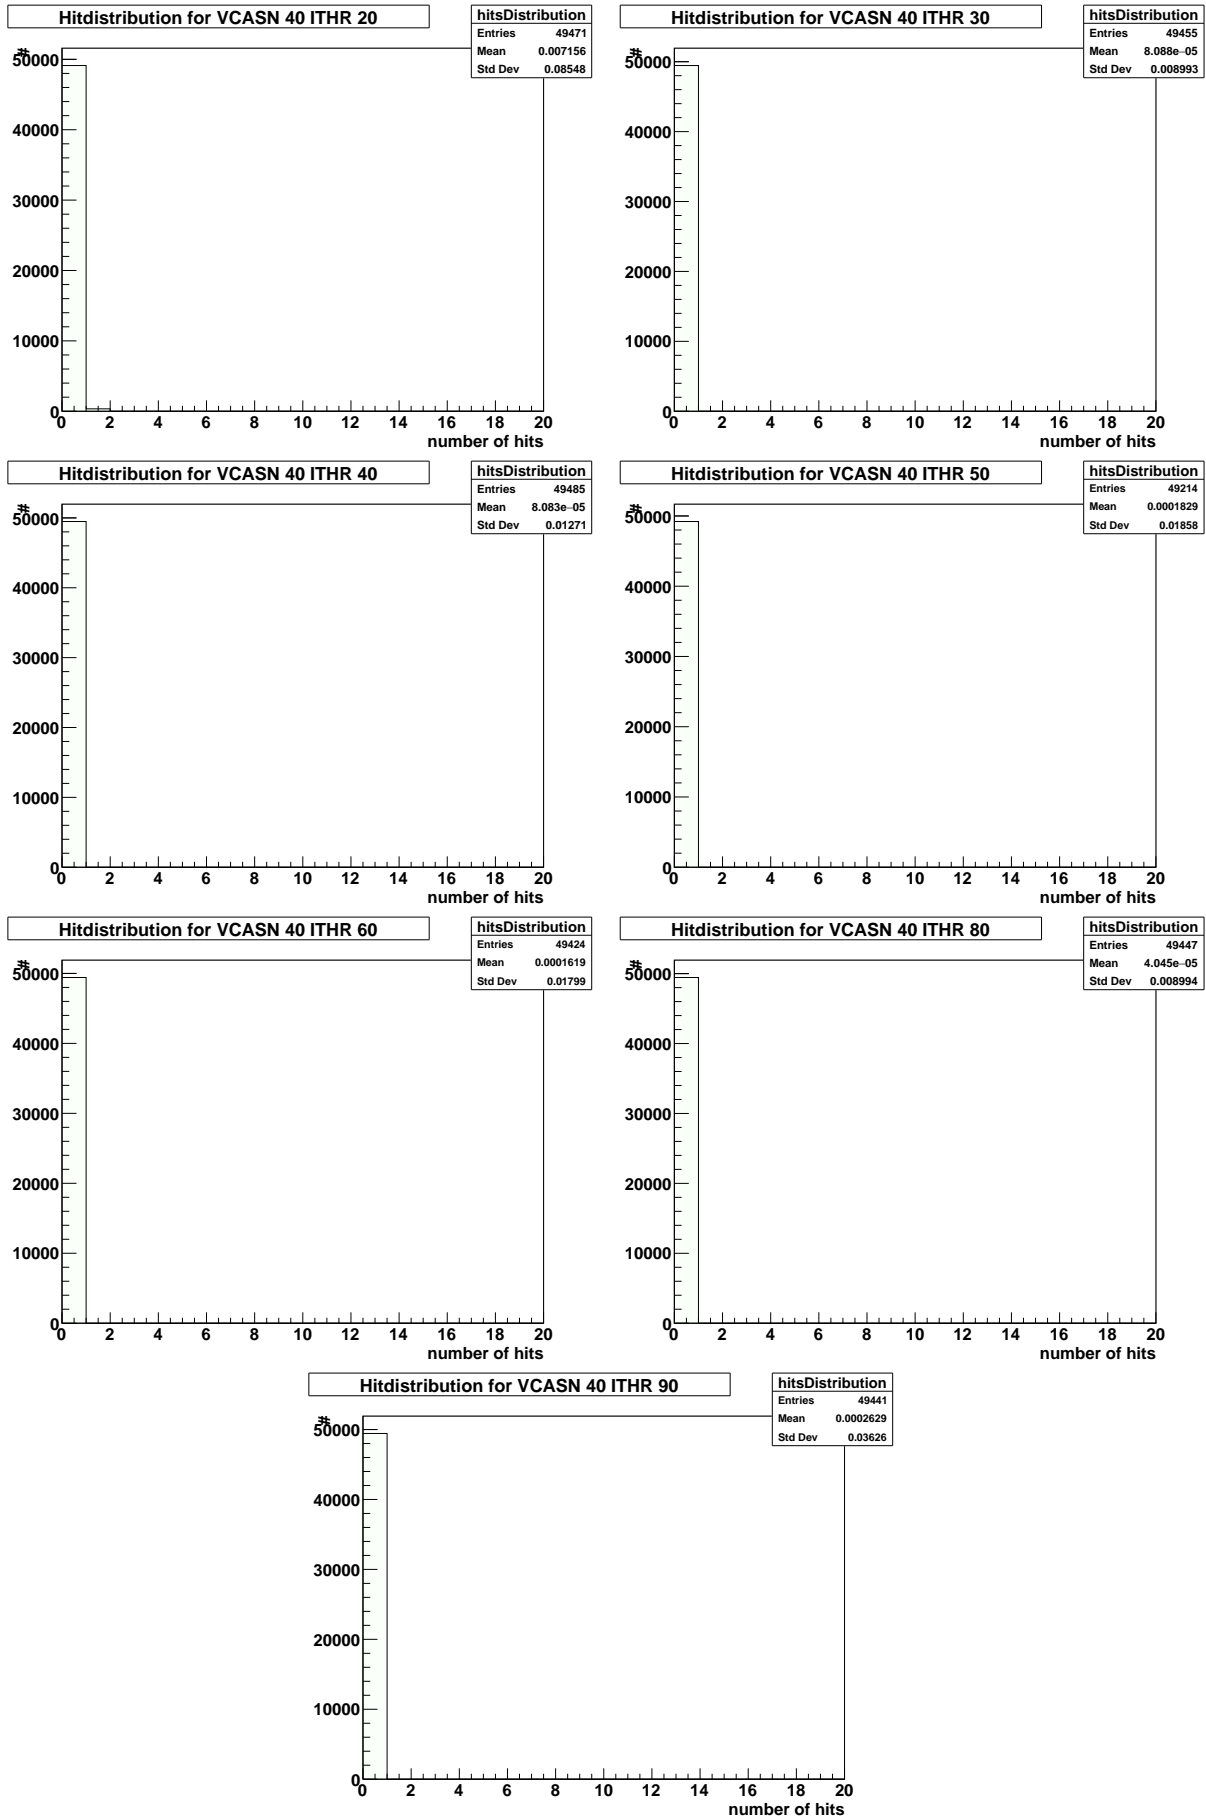 Hitdistribution for VCASN 40 ITHR 20
hitsDistribution
Entries 49471
Mean 0.007156
Std Dev 0.08548
#
50000
40000
30000
20000
10000
0
0 2 4 6 8 10 12 14 16 18 20
number of hits
Hitdistribution for VCASN 40 ITHR 30
hitsDistribution
Entries 49455
Mean 8.088e−05
Std Dev 0.008993
#
50000
40000
30000
20000
10000
0
0 2 4 6 8 10 12 14 16 18 20
number of hits
Hitdistribution for VCASN 40 ITHR 40
hitsDistribution
Entries 49485
Mean 8.083e−05
Std Dev 0.01271
#
50000
40000
30000
20000
10000
0
0 2 4 6 8 10 12 14 16 18 20
number of hits
Hitdistribution for VCASN 40 ITHR 50
hitsDistribution
Entries 49214
Mean 0.0001829
Std Dev 0.01858
#
50000
40000
30000
20000
10000
0
0 2 4 6 8 10 12 14 16 18 20
number of hits
Hitdistribution for VCASN 40 ITHR 60
hitsDistribution
Entries 49424
Mean 0.0001619
Std Dev 0.01799
#
50000
40000
30000
20000
10000
0
0 2 4 6 8 10 12 14 16 18 20
number of hits
Hitdistribution for VCASN 40 ITHR 80
hitsDistribution
Entries 49447
Mean 4.045e−05
Std Dev 0.008994
#
50000
40000
30000
20000
10000
0
0 2 4 6 8 10 12 14 16 18 20
number of hits
Hitdistribution for VCASN 40 ITHR 90
hitsDistribution
Entries 49441
Mean 0.0002629
Std Dev 0.03626
#
50000
40000
30000
20000
10000
0
0 2 4 6 8 10 12 14 16 18 20
number of hits